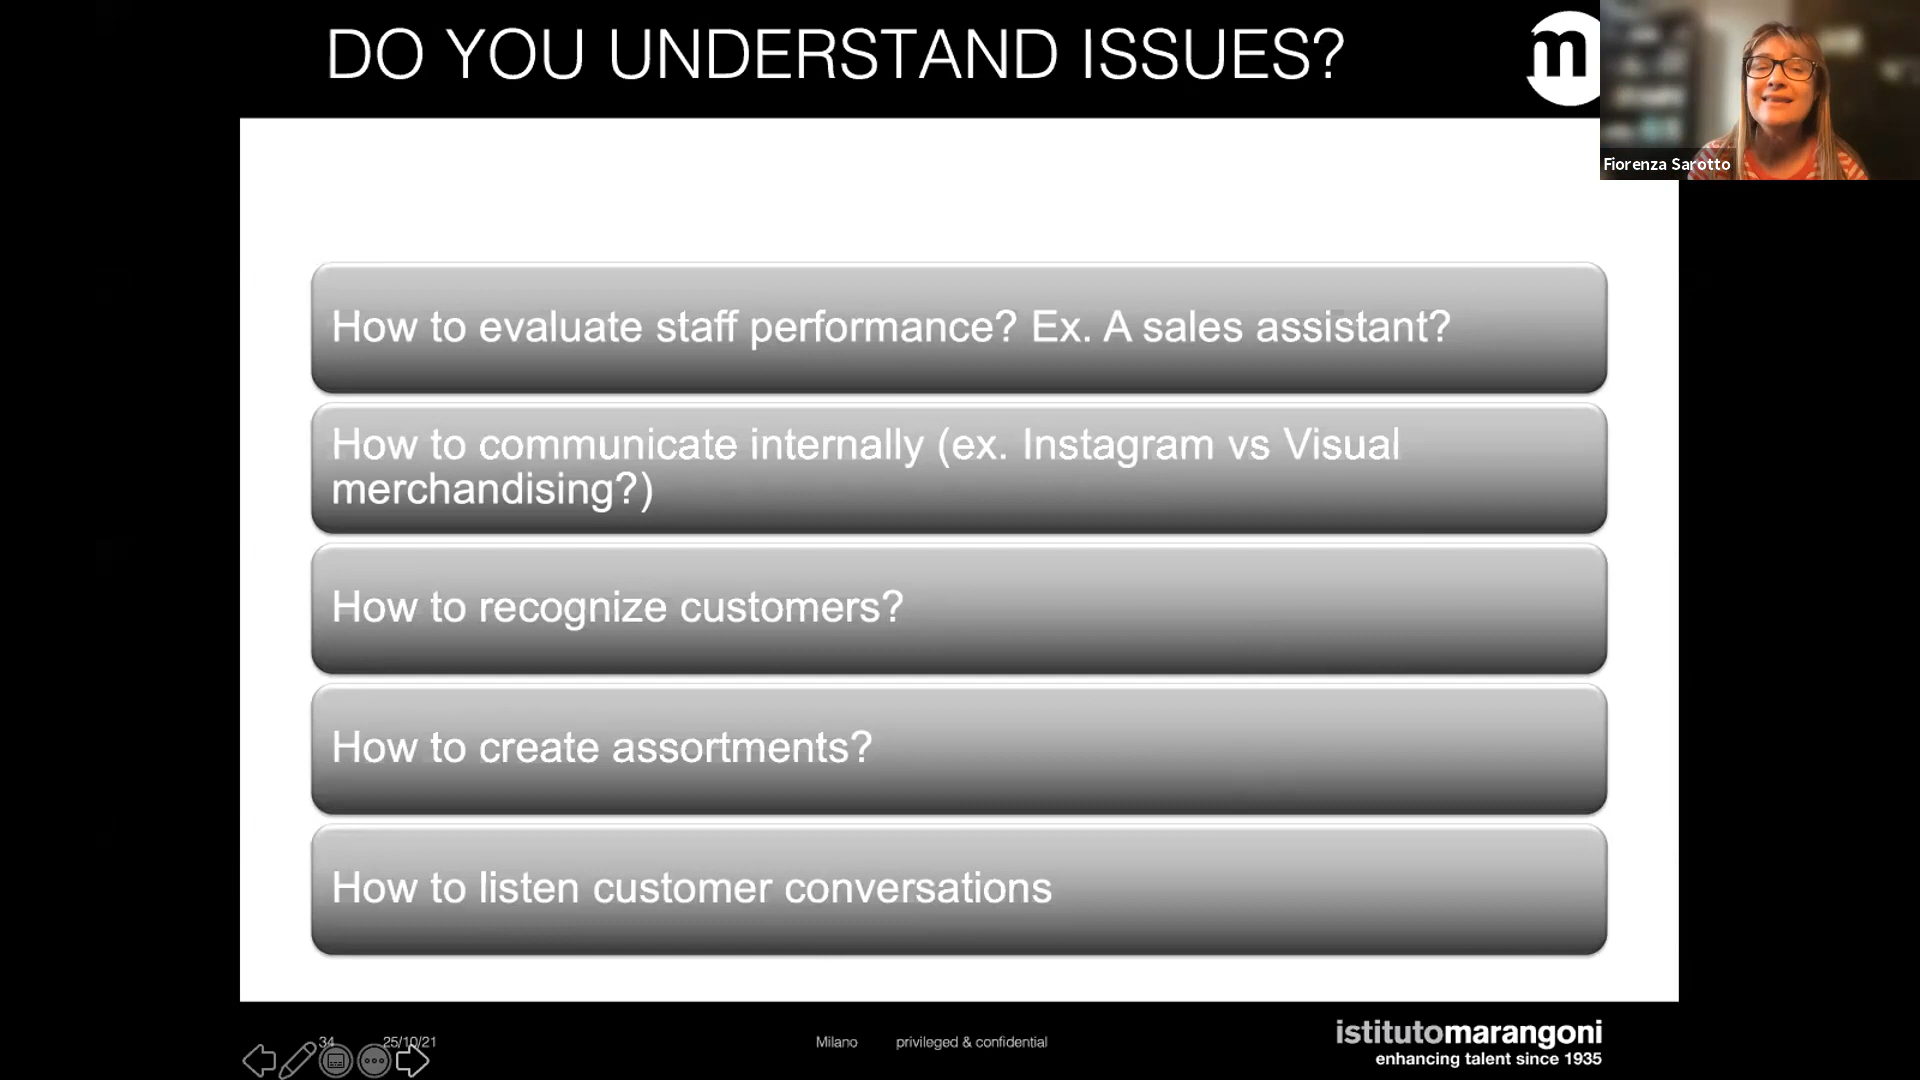 DO YOU UNDERSTAND ISSUES?
m
Fiorenza Sarotto
How to evaluate staff performance? Ex. A sales assistant?
How to communicate internally (ex. Instagram vs Visual
merchandising?)
How to recognize customers?
How to create assortments?
How to listen customer conversations
34
25/10/21
Milano
privileged & confidential
istitutomarangoni
enhancing talent since 1935